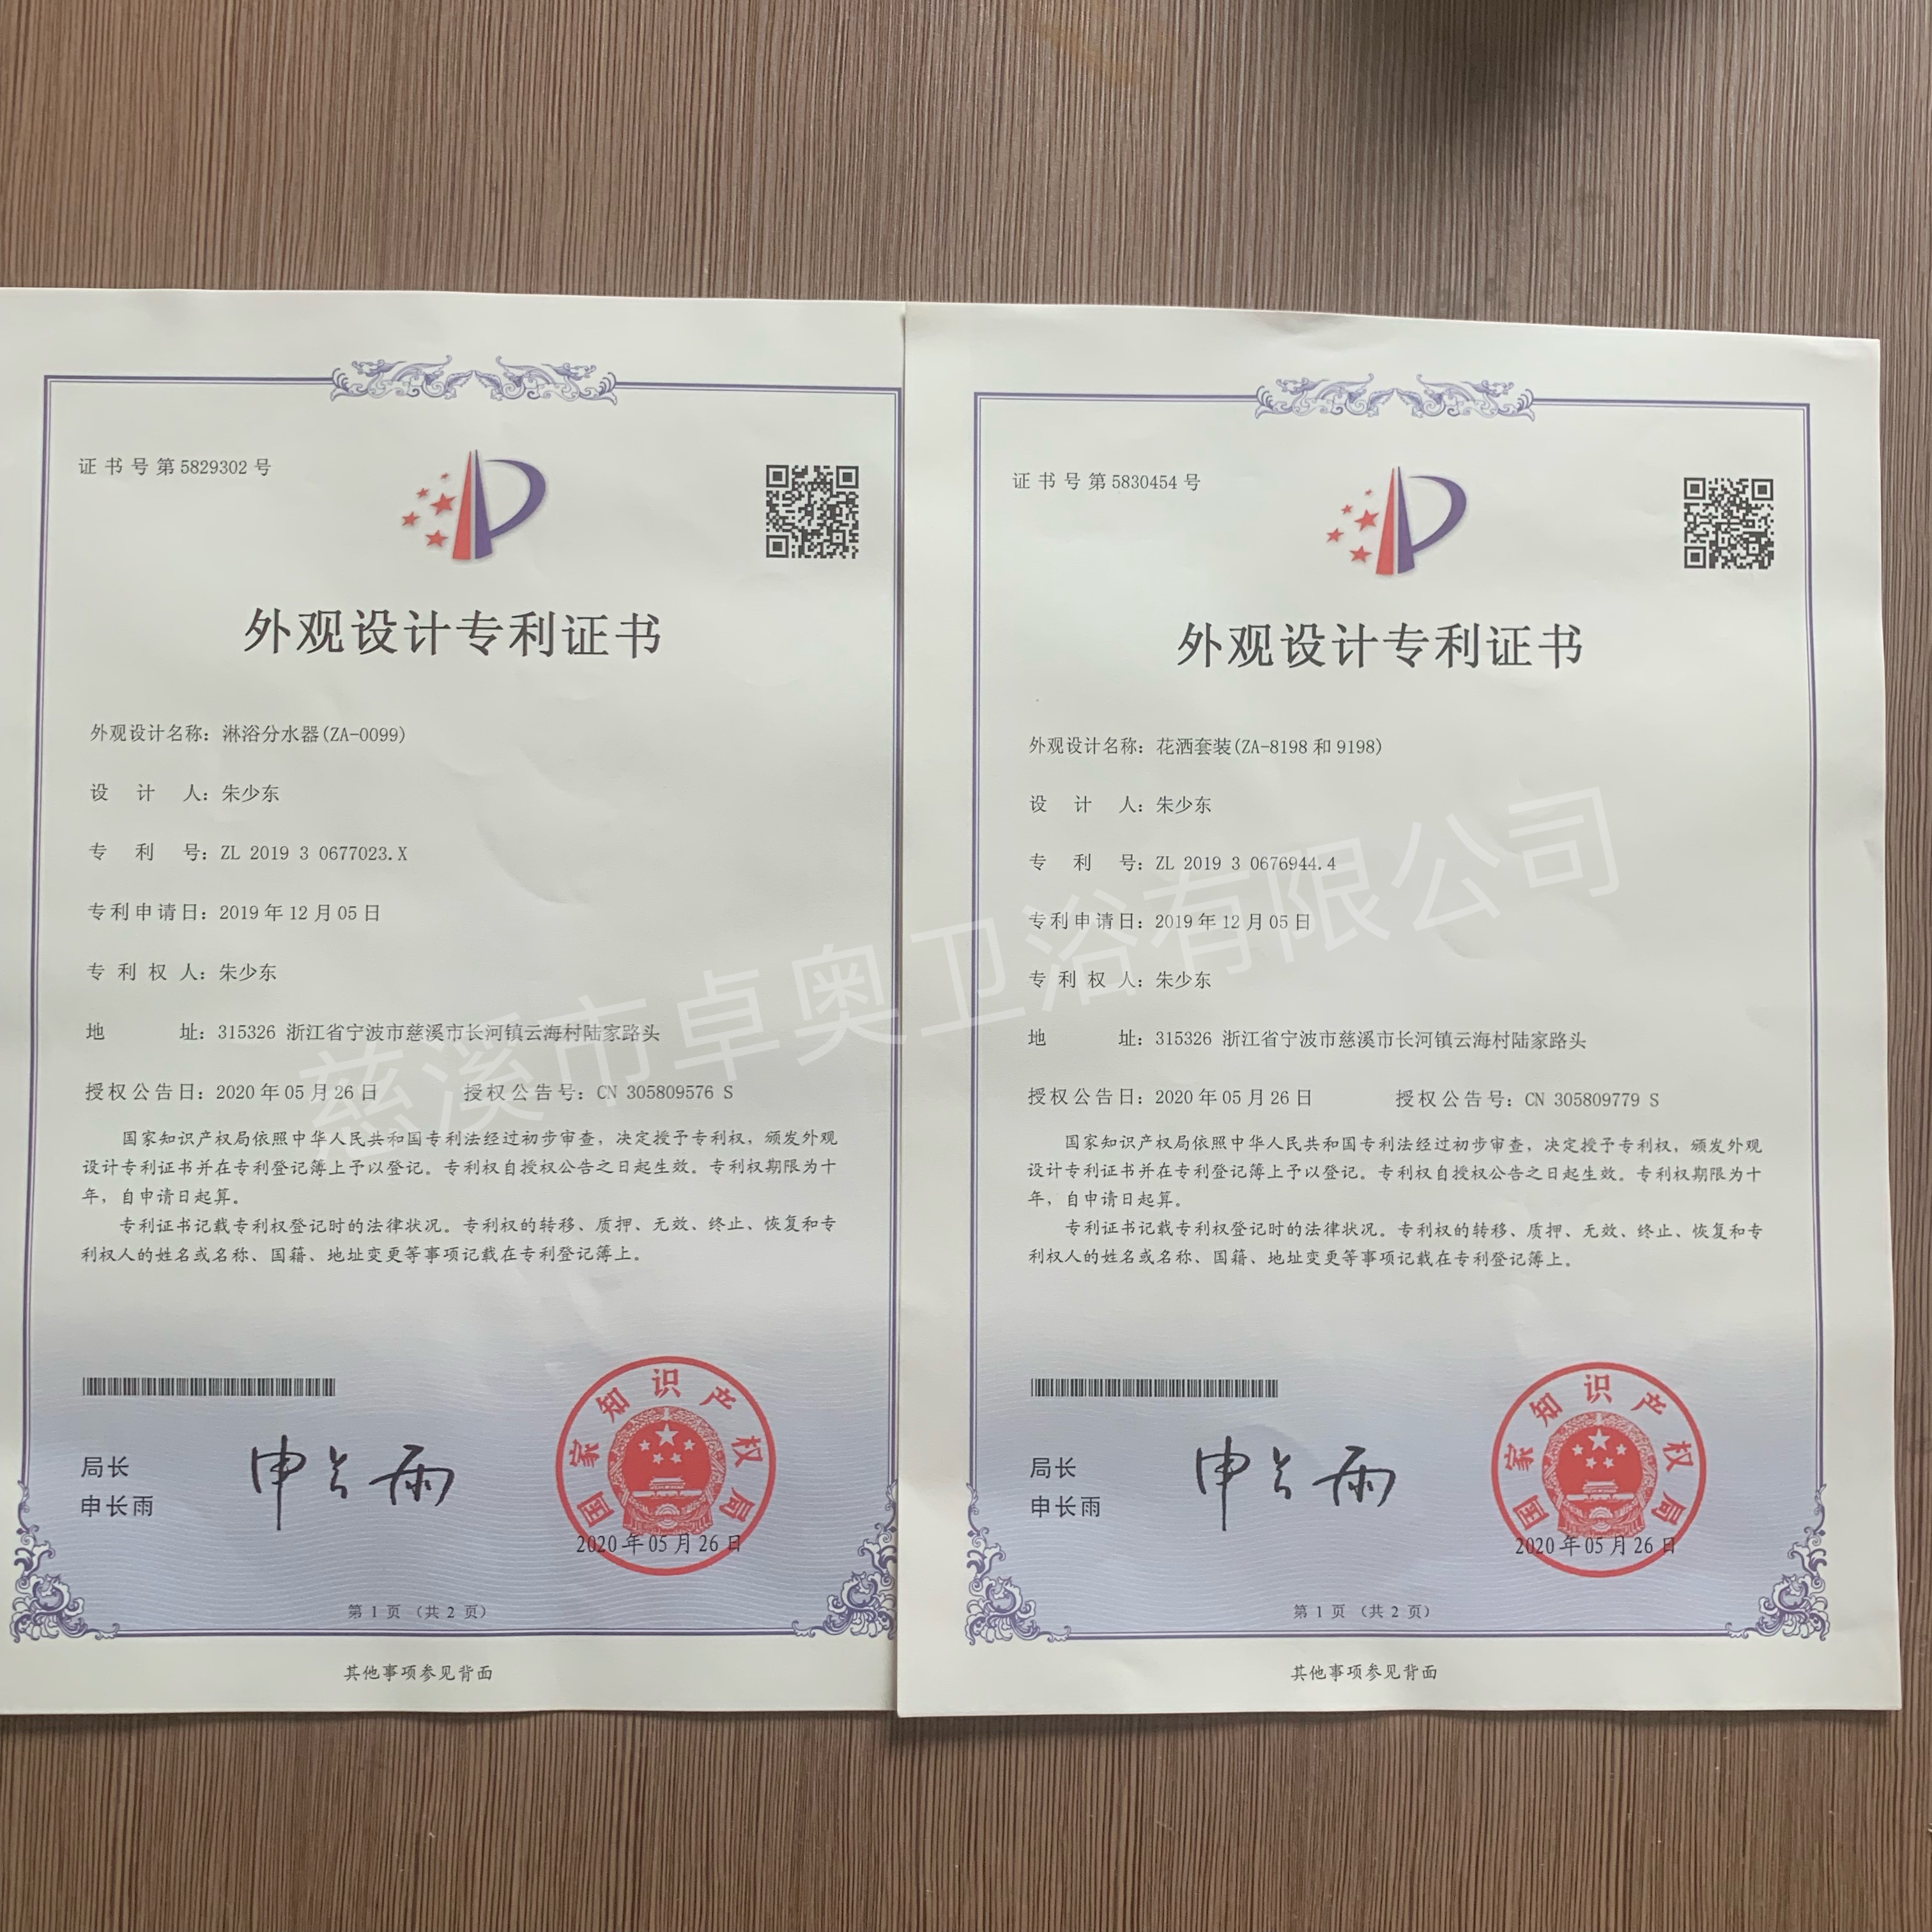 证书号第5829302号
外观设计专利证书
外观设计名称：淋浴分水器(ZA-0099)
设计人：朱少东
专利号：ZL 2019 3 0677023.X
专利申请日：2019年12月05日
专利权人：朱少东
地址：315326 浙江省宁波市慈溪市长河镇云海村陆家路头
授权公告日：2020年05月26日 授权公告号：CN 305809576 S
国家知识产权局依照中华人民共和国专利法经过初步审查，决定授予专利权，颁发外观
设计专利证书并在专利登记簿上予以登记。专利权自授权公告之日起生效。专利权期限为十
年，自申请日起算。
专利证书记载专利权登记时的法律状况。专利权的转移、质押、无效、终止、恢复和专
利权人的姓名或名称、国籍、地址变更等事项记载在专利登记簿上。
局长
申长雨
申长雨
国家知识产权局
2020年05月26日
第 1 页 （共 2 页）
其他事项参见背面
证书号第5830454号
外观设计专利证书
外观设计名称：花洒套装(ZA-8198和9198)
设计人：朱少东
专利号：ZL 2019 3 0676944.4
专利申请日：2019年12月05日
专利权人：朱少东
地址：315326 浙江省宁波市慈溪市长河镇云海村陆家路头
授权公告日：2020年05月26日 授权公告号：CN 305809779 S
国家知识产权局依照中华人民共和国专利法经过初步审查，决定授予专利权，颁发外观
设计专利证书并在专利登记簿上予以登记。专利权自授权公告之日起生效。专利权期限为十
年，自申请日起算。
专利证书记载专利权登记时的法律状况。专利权的转移、质押、无效、终止、恢复和专
利权人的姓名或名称、国籍、地址变更等事项记载在专利登记簿上。
局长
申长雨
申长雨
国家知识产权局
2020年05月26日
第 1 页 （共 2 页）
其他事项参见背面
慈溪市卓奥卫浴有限公司